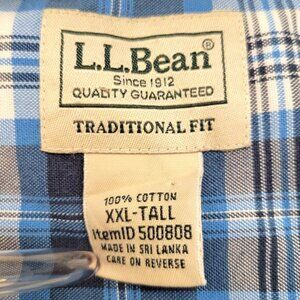 L.L.Bean®
Since 1912
QUALITY GUARANTEED
TRADITIONAL FIT
100% COTTON
XXL-TALL
ItemID 500808
MADE IN SRI LANKA
CARE ON REVERSE